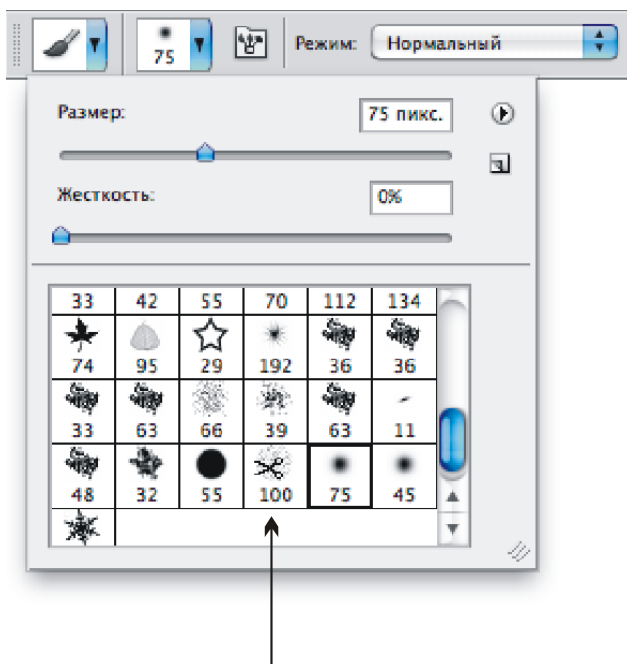 75 Режим: Нормальный
Размер: 75 пикс.
Жесткость: 0%
33 42 55 70 112 134
74 95 29 192 36 36
33 63 66 39 63 11
48 32 55 100 75 45